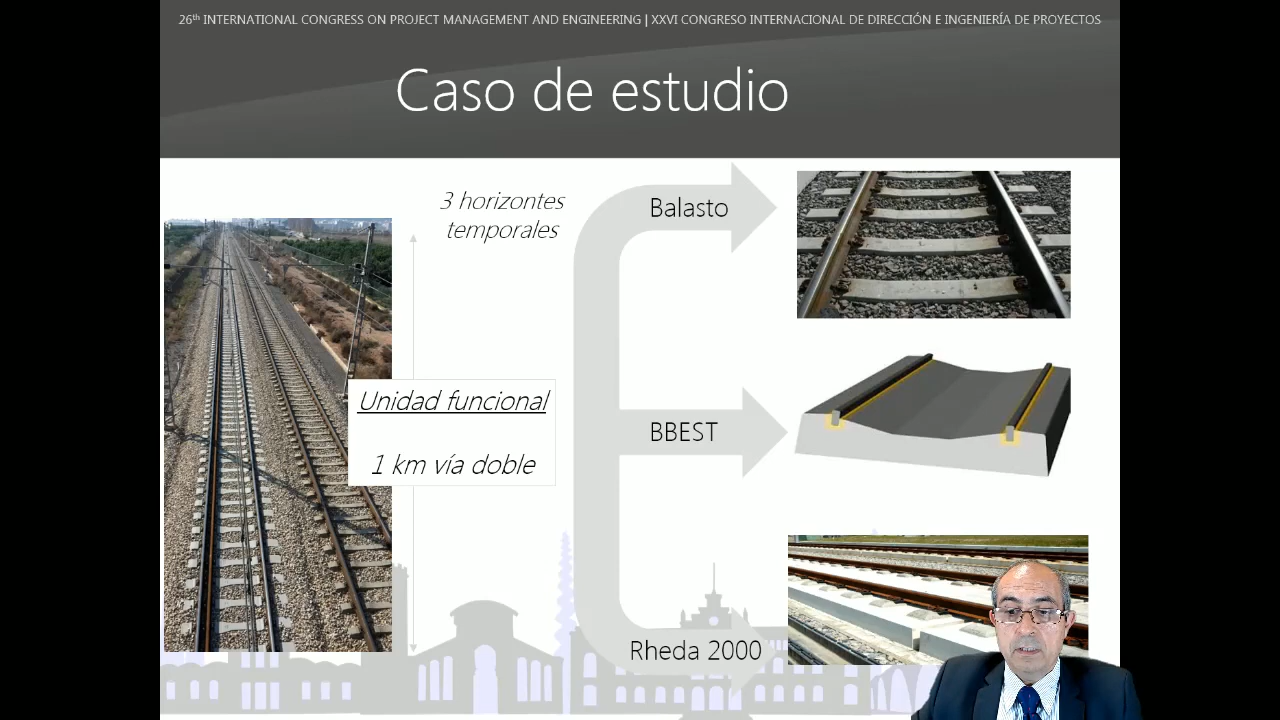 26th INTERNATIONAL CONGRESS ON PROJECT MANAGEMENT AND ENGINEERING | XXVI CONGRESO INTERNACIONAL DE DIRECCIÓN E INGENIERÍA DE PROYECTOS
Caso de estudio
3 horizontes
temporales
Unidad funcional
1 km vía doble
Balasto
BBEST
Rheda 2000